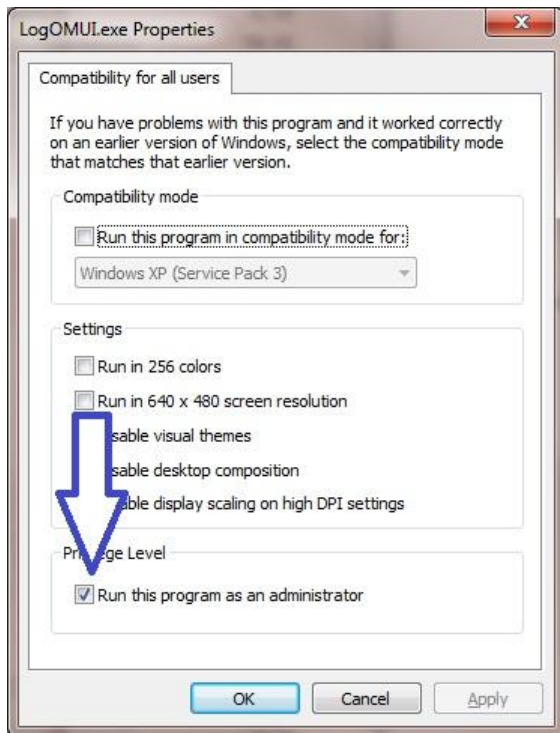 LogOMUI.exe Properties
Compatibility for all users
If you have problems with this program and it worked correctly
on an earlier version of Windows, select the compatibility mode
that matches that earlier version.
Compatibility mode
Run this program in compatibility mode for:
Windows XP (Service Pack 3)
Settings
Run in 256 colors
Run in 640 x 480 screen resolution
visual themes
desktop composition
display scaling on high DPI settings
Level
Run this program as an administrator
OK
Cancel
Apply